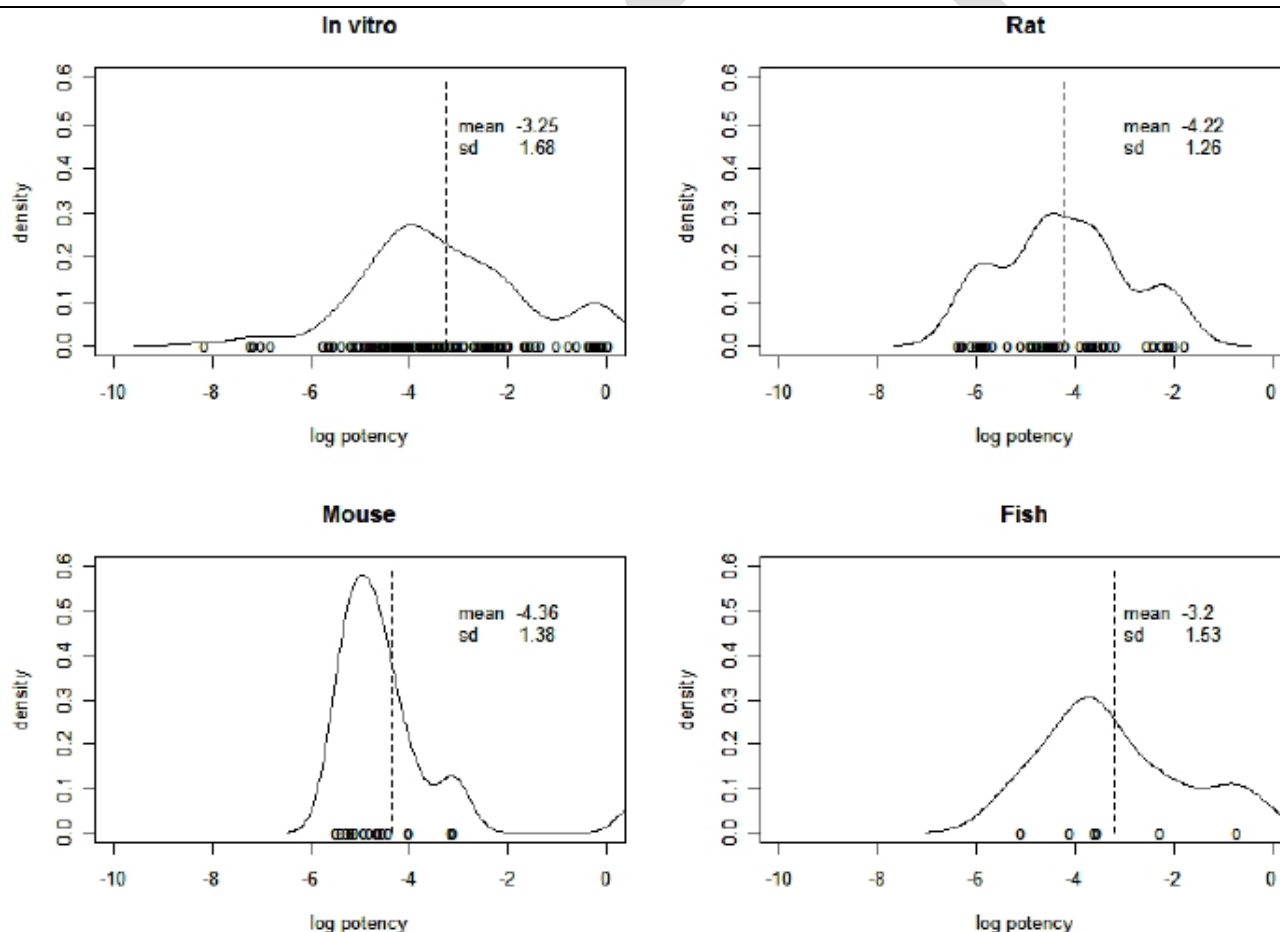 In vitro
0.6
0.5
0.4
0.3
0.2
0.1
0.0
density
mean -3.25
sd 1.68
-10 -8 -6 -4 -2 0
log potency
Rat
0.6
0.5
0.4
0.3
0.2
0.1
0.0
density
mean -4.22
sd 1.26
-10 -8 -6 -4 -2 0
log potency
Mouse
0.6
0.5
0.4
0.3
0.2
0.1
0.0
density
mean -4.36
sd 1.38
-10 -8 -6 -4 -2 0
log potency
Fish
0.6
0.5
0.4
0.3
0.2
0.1
0.0
density
mean -3.2
sd 1.53
-10 -8 -6 -4 -2 0
log potency